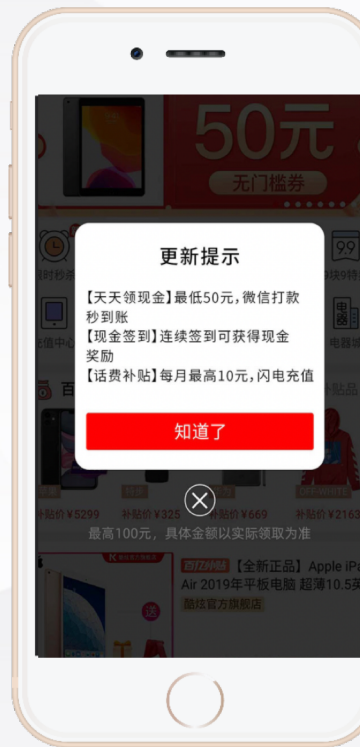 50元
无门槛券
9.9
更新提示
【天天领现金】最低50元,微信打款
秒到账
【现金签到】连续签到可获得现金
奖励
【话费补贴】每月最高10元,闪电充值
知道了
补贴价¥5299
补贴价¥325
¥669
补贴价¥2163
最高100元，具体金额以实际领取为准
百亿补贴【全新正品】Apple iPa
Air 2019年平板电脑 超薄10.5英
酷炫官方旗舰店
送